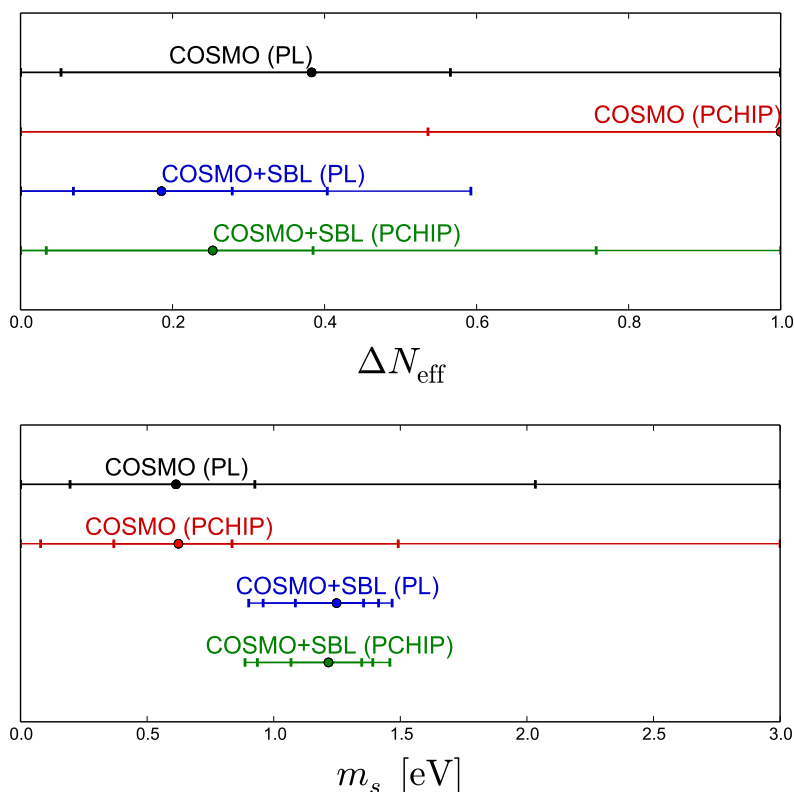 COSMO (PL)
COSMO (PCHIP)
COSMO+SBL (PL)
COSMO+SBL (PCHIP)
0.0 0.2 0.4 0.6 0.8 1.0
ΔN_eff
COSMO (PL)
COSMO (PCHIP)
COSMO+SBL (PL)
COSMO+SBL (PCHIP)
0.0 0.5 1.0 1.5 2.0 2.5 3.0
m_s [eV]